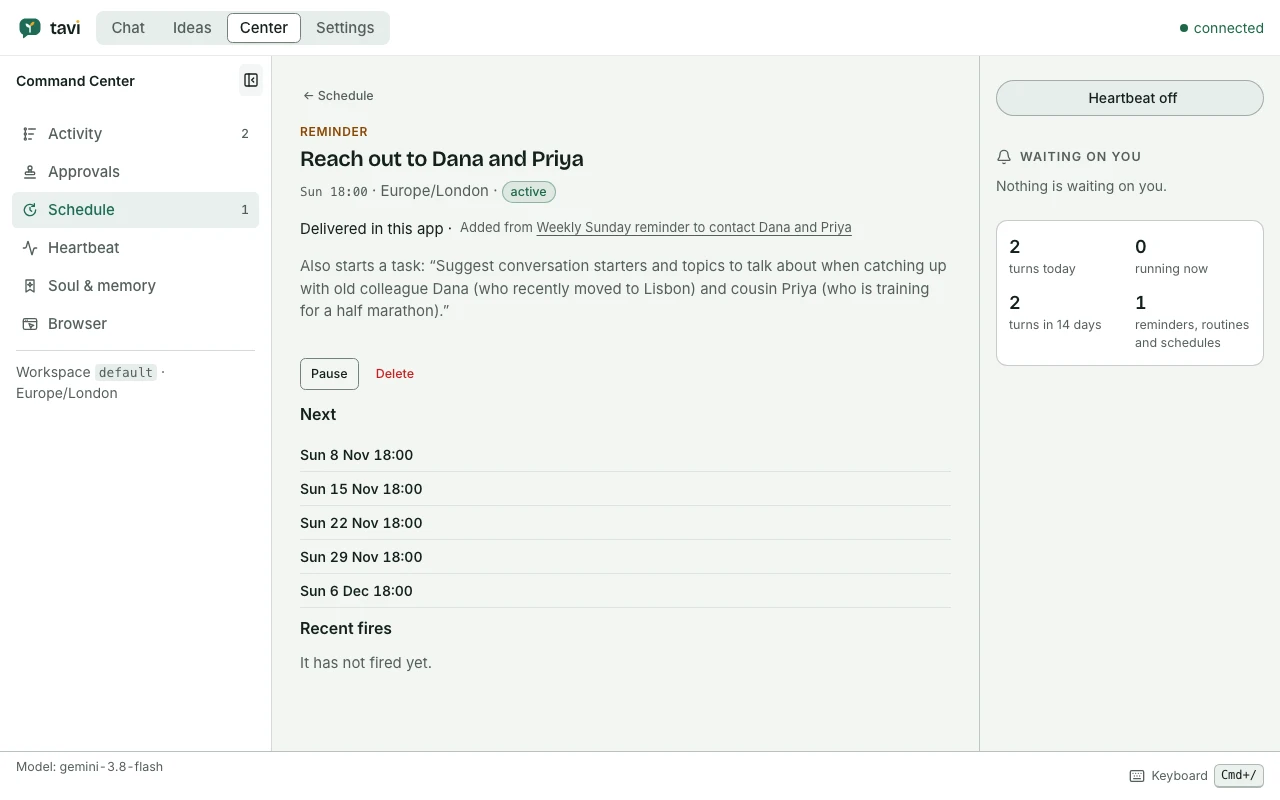 tavi
Chat
Ideas
Center
Settings
connected
Command Center
Activity 2
Approvals
Schedule 1
Heartbeat
Soul & memory
Browser
Workspace default ·
Europe/London
← Schedule
REMINDER
Reach out to Dana and Priya
Sun 18:00 · Europe/London · active
Delivered in this app · Added from Weekly Sunday reminder to contact Dana and Priya
Also starts a task: “Suggest conversation starters and topics to talk about when catching up
with old colleague Dana (who recently moved to Lisbon) and cousin Priya (who is training
for a half marathon).”
Pause
Delete
Next
Sun 8 Nov 18:00
Sun 15 Nov 18:00
Sun 22 Nov 18:00
Sun 29 Nov 18:00
Sun 6 Dec 18:00
Recent fires
It has not fired yet.
Heartbeat off
WAITING ON YOU
Nothing is waiting on you.
2
turns today
0
running now
2
turns in 14 days
1
reminders, routines
and schedules
Model: gemini-3.8-flash
Keyboard Cmd+/